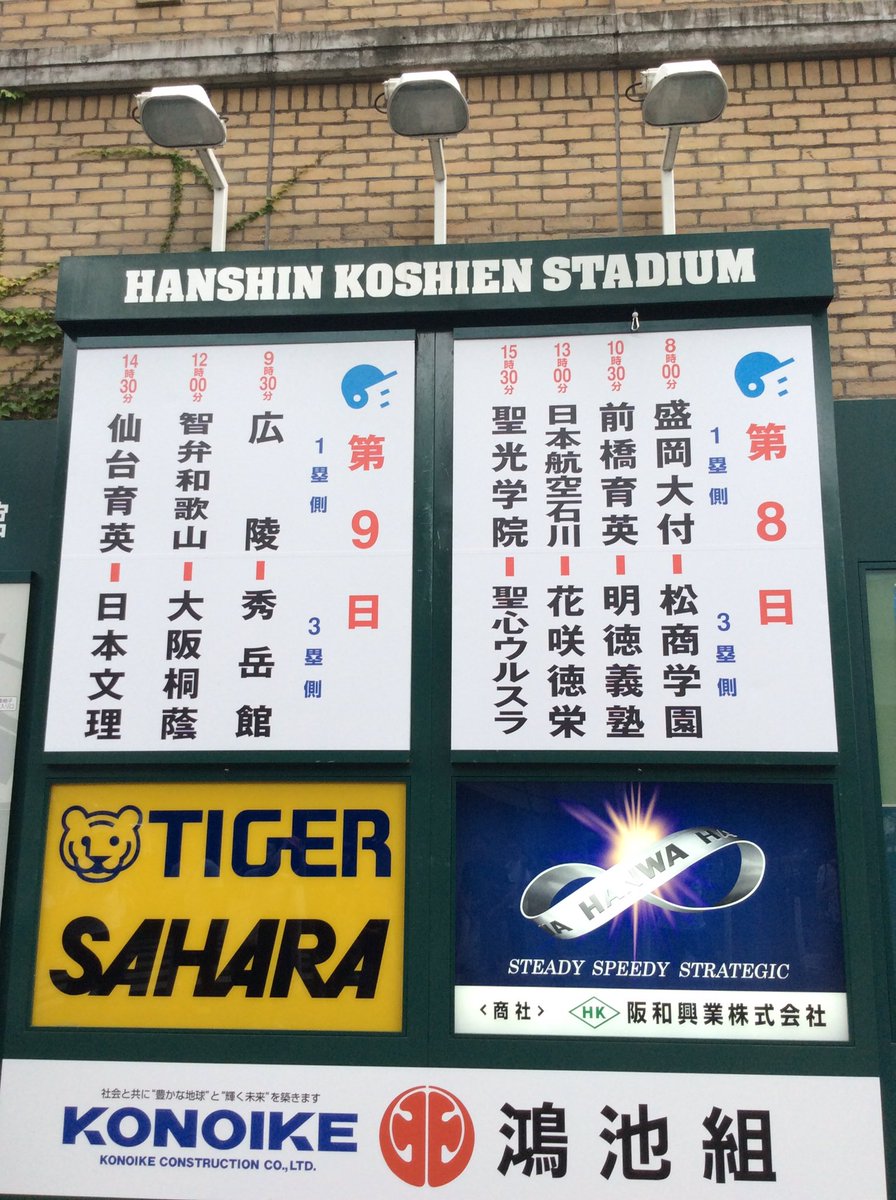 HANSHIN KOSHIEN STADIUM
第8日
1塁側
3塁側
8時00分
盛岡大付－松商学園
10時30分
前橋育英－明徳義塾
13時00分
日本航空石川－花咲徳栄
15時30分
聖光学院－聖心ウルスラ
第9日
1塁側
3塁側
9時30分
広陵－秀岳館
12時00分
智弁和歌山－大阪桐蔭
14時30分
仙台育英－日本文理
TIGER
SAHARA
HANWA
STEADY SPEEDY STRATEGIC
<商社> HK 阪和興業株式会社
社会と共に"豊かな地球"と"輝く未来"を築きます
KONOIKE
KONOIKE CONSTRUCTION CO.,LTD.
鴻池組